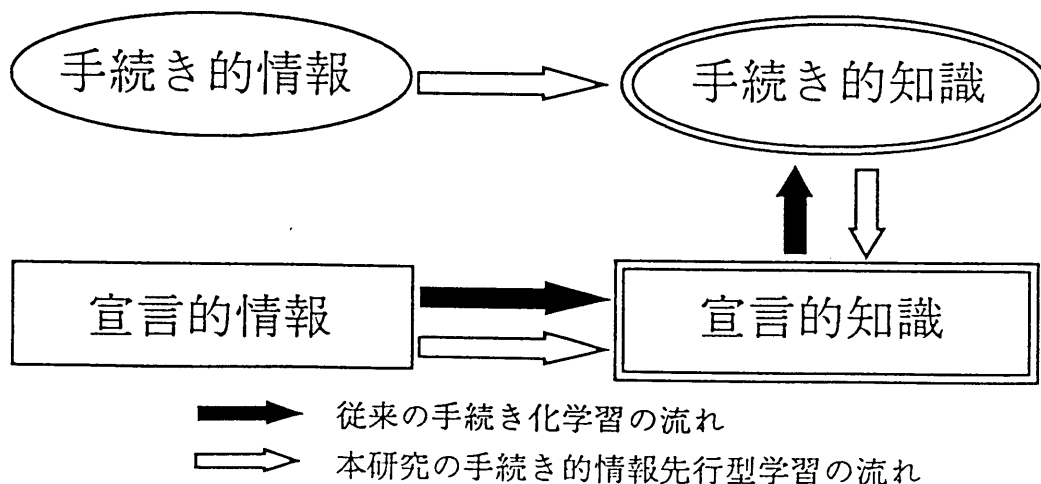 手続き的情報
手続き的知識
宣言的情報
宣言的知識
従来の手続き化学習の流れ
本研究の手続き的情報先行型学習の流れ